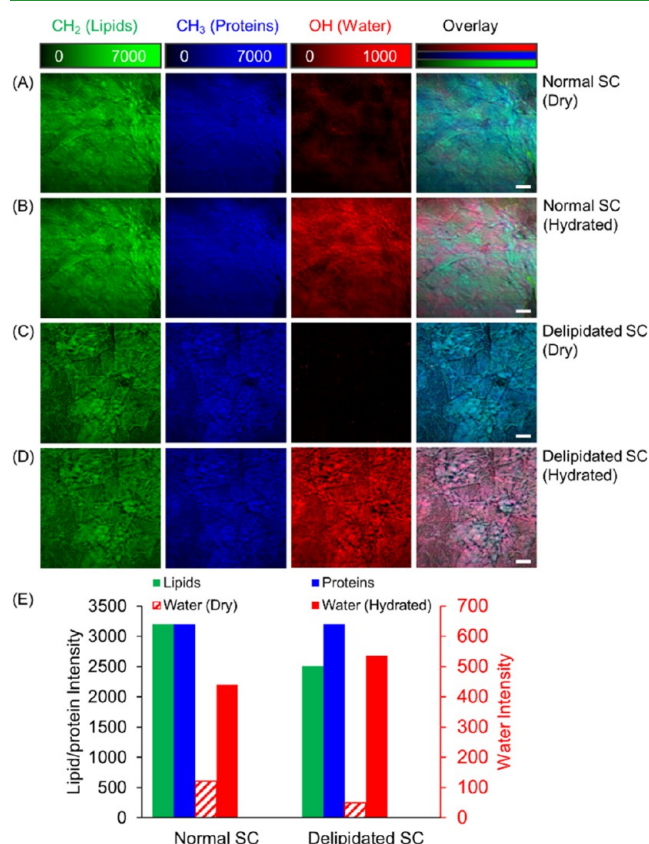 CH₂ (Lipids) CH₃ (Proteins) OH (Water) Overlay
0 7000 0 7000 0 1000
(A) Normal SC
(Dry)
(B) Normal SC
(Hydrated)
(C) Delipidated SC
(Dry)
(D) Delipidated SC
(Hydrated)
(E)
Lipids Proteins
Water (Dry) Water (Hydrated)
Lipid/protein Intensity
3500 700
3000 600
2500 500
2000 400
1500 300
1000 200
500 100
0 0
Water Intensity
Normal SC Delipidated SC